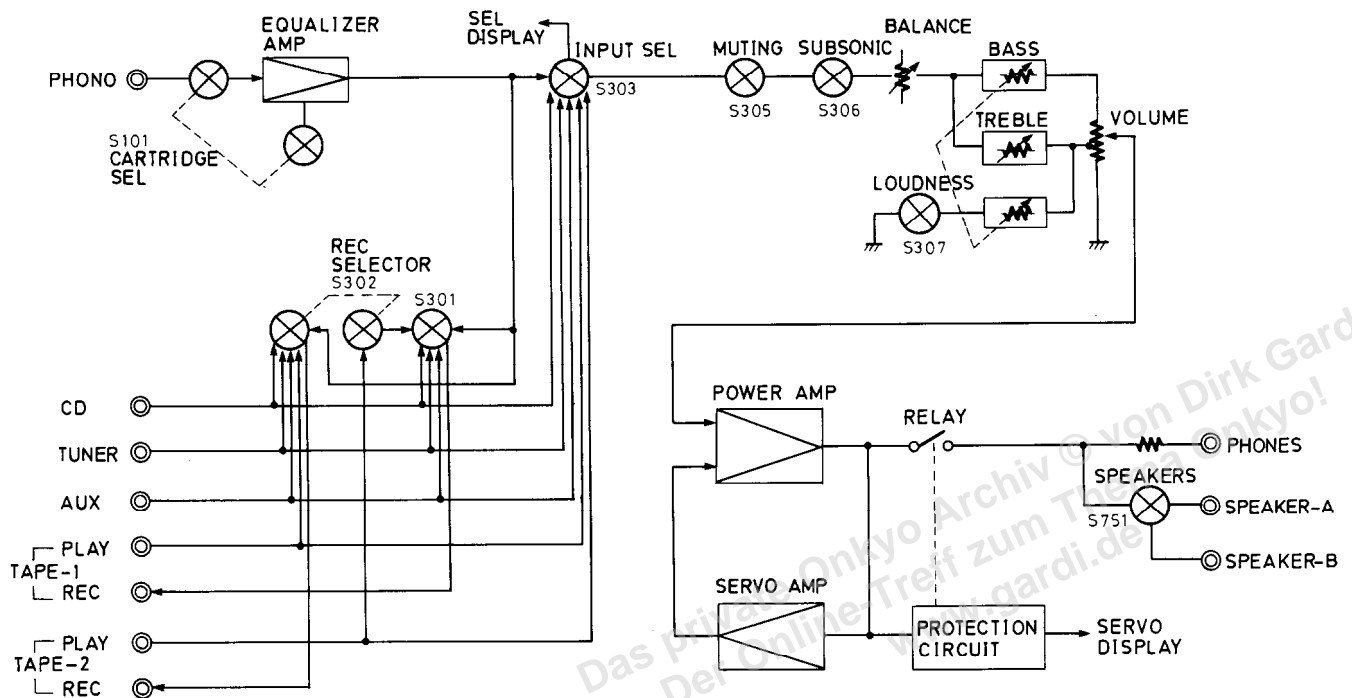 EQUALIZER
AMP
PHONO
S101
CARTRIDGE
SEL
SEL
DISPLAY
INPUT SEL
S303
MUTING
S305
SUBSONIC
S306
BALANCE
BASS
TREBLE
VOLUME
LOUDNESS
S307
REC
SELECTOR
S302
S301
CD
TUNER
AUX
PLAY
TAPE-1
REC
PLAY
TAPE-2
REC
POWER AMP
RELAY
PHONES
SPEAKERS
S751
SPEAKER-A
SPEAKER-B
SERVO AMP
PROTECTION
CIRCUIT
SERVO
DISPLAY
Das private Onkyo Archiv © von Dirk Gard
Der Online-Treff zum Thema Onkyo!
www.gardi.de